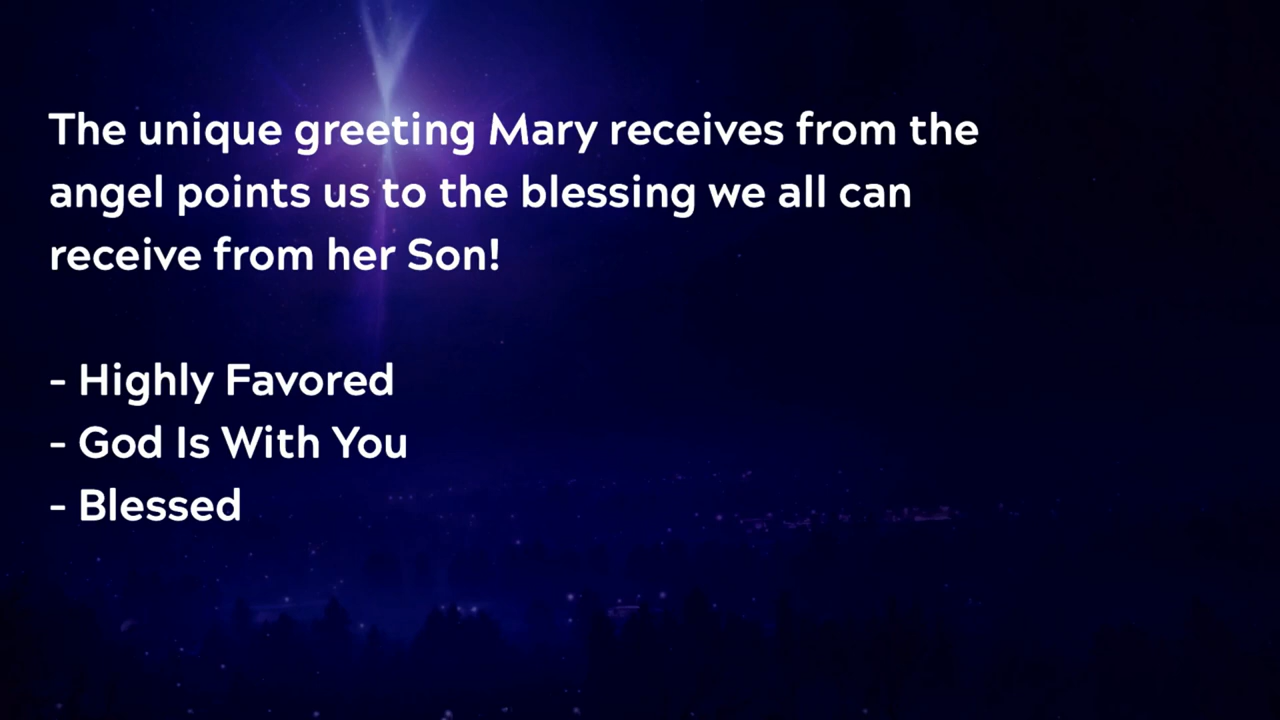 The unique greeting Mary receives from the
angel points us to the blessing we all can
receive from her Son!
- Highly Favored
- God Is With You
- Blessed